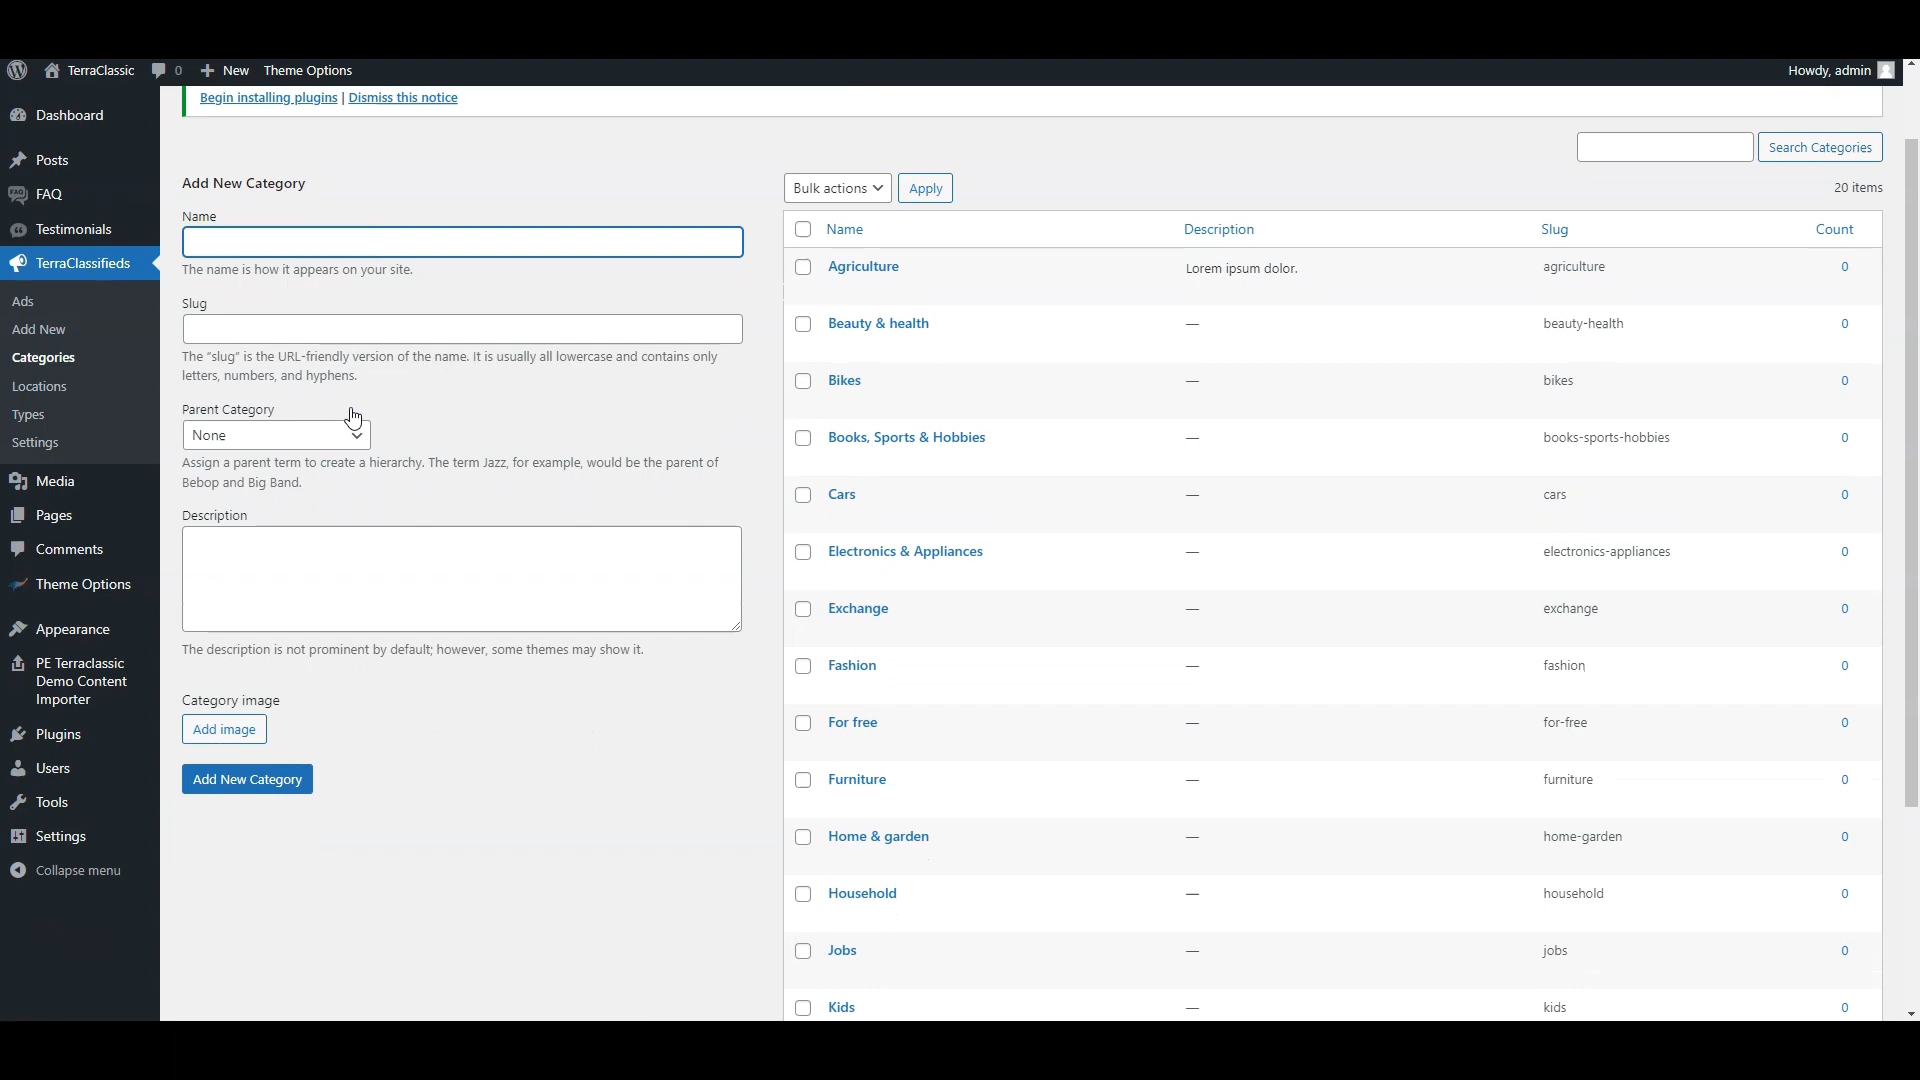 TerraClassic 0 New Theme Options Howdy, admin
Dashboard
Posts
FAQ
Testimonials
TerraClassifieds
Ads
Add New
Categories
Locations
Types
Settings
Media
Pages
Comments
Theme Options
Appearance
PE Terraclassic
Demo Content
Importer
Plugins
Users
Tools
Settings
Collapse menu
Begin installing plugins | Dismiss this notice
Search Categories
Add New Category
Name
The name is how it appears on your site.
Slug
The “slug” is the URL-friendly version of the name. It is usually all lowercase and contains only
letters, numbers, and hyphens.
Parent Category
None
Assign a parent term to create a hierarchy. The term Jazz, for example, would be the parent of
Bebop and Big Band.
Description
The description is not prominent by default; however, some themes may show it.
Category image
Add image
Add New Category
Bulk actions Apply 20 items
Name Description Slug Count
Agriculture Lorem ipsum dolor. agriculture 0
Beauty & health — beauty-health 0
Bikes — bikes 0
Books, Sports & Hobbies — books-sports-hobbies 0
Cars — cars 0
Electronics & Appliances — electronics-appliances 0
Exchange — exchange 0
Fashion — fashion 0
For free — for-free 0
Furniture — furniture 0
Home & garden — home-garden 0
Household — household 0
Jobs — jobs 0
Kids — kids 0